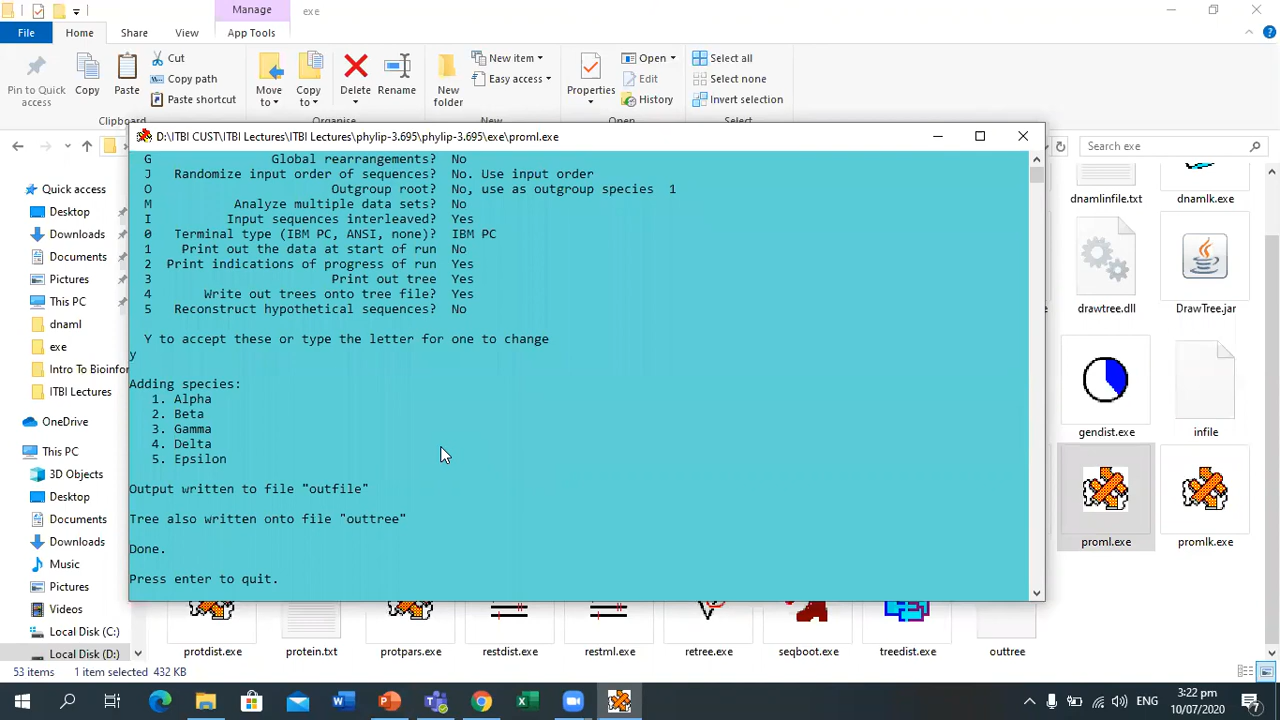 Manage
exe
File
Home
Share
View
App Tools
Pin to Quick access
Copy
Paste
Cut
Copy path
Paste shortcut
Move to
Copy to
Delete
Rename
New folder
New item
Easy access
Properties
Open
Edit
History
Select all
Select none
Invert selection
Clipboard
Search exe
D:\ITBI CUST\ITBI Lectures\ITBI Lectures\phylip-3.695\phylip-3.695\exe\proml.exe
G Global rearrangements? No
J Randomize input order of sequences? No. Use input order
O Outgroup root? No, use as outgroup species 1
M Analyze multiple data sets? No
I Input sequences interleaved? Yes
0 Terminal type (IBM PC, ANSI, none)? IBM PC
1 Print out the data at start of run No
2 Print indications of progress of run Yes
3 Print out tree Yes
4 Write out trees onto tree file? Yes
5 Reconstruct hypothetical sequences? No
Y to accept these or type the letter for one to change
y
Adding species:
1. Alpha
2. Beta
3. Gamma
4. Delta
5. Epsilon
Output written to file "outfile"
Tree also written onto file "outtree"
Done.
Press enter to quit.
Quick access
Desktop
Downloads
Documents
Pictures
This PC
dnaml
exe
Intro To Bioinfor
ITBI Lectures
OneDrive
This PC
3D Objects
Desktop
Documents
Downloads
Music
Pictures
Videos
Local Disk (C:)
Local Disk (D:)
dnamlinfile.txt
dnamlk.exe
drawtree.dll
DrawTree.jar
gendist.exe
infile
proml.exe
promlk.exe
protdist.exe
protein.txt
protpars.exe
restdist.exe
restml.exe
retree.exe
seqboot.exe
treedist.exe
outtree
53 items
1 item selected 432 KB
ENG
3:22 pm
10/07/2020